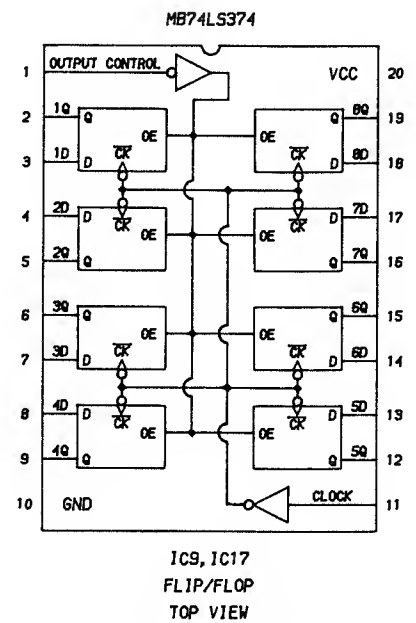 MB74LS374
1 OUTPUT CONTROL VCC 20
2 1Q Q OE OE Q 8Q 19
3 1D D CK CK D 8D 18
4 2D D CK CK D 7D 17
5 2Q Q OE OE Q 7Q 16
6 3Q Q OE OE Q 6Q 15
7 3D D CK CK D 6D 14
8 4D D CK CK D 5D 13
9 4Q Q OE OE Q 5Q 12
10 GND CLOCK 11
IC9, IC17
FLIP/FLOP
TOP VIEW